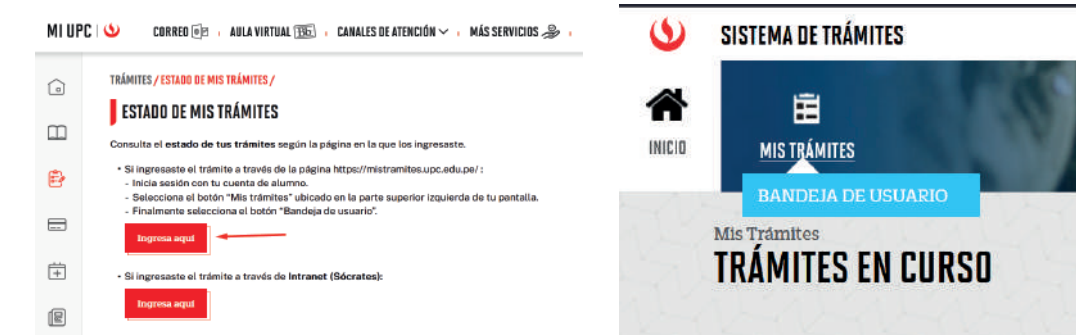 MI UPC
CORREO
AULA VIRTUAL
CANALES DE ATENCIÓN
MÁS SERVICIOS
TRÁMITES / ESTADO DE MIS TRÁMITES /
ESTADO DE MIS TRÁMITES
Consulta el estado de tus trámites según la página en la que los ingresaste.
• Si ingresaste el trámite a través de la página https://mistramites.upc.edu.pe/ :
- Inicia sesión con tu cuenta de alumno.
- Selecciona el botón "Mis trámites" ubicado en la parte superior izquierda de tu pantalla.
- Finalmente selecciona el botón "Bandeja de usuario".
Ingresa aquí
• Si ingresaste el trámite a través de Intranet (Sócrates):
Ingresa aquí
SISTEMA DE TRÁMITES
INICIO
MIS TRÁMITES
BANDEJA DE USUARIO
Mis Trámites
TRÁMITES EN CURSO